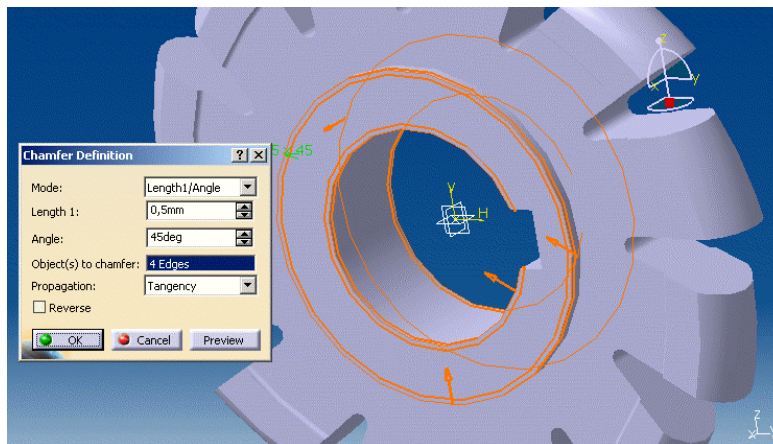 Chamfer Definition
Mode: Length1/Angle
Length 1: 0,5mm
Angle: 45deg
Object(s) to chamfer: 4 Edges
Propagation: Tangency
Reverse
OK Cancel Preview
45
Y
H
z
Y
x
z
x